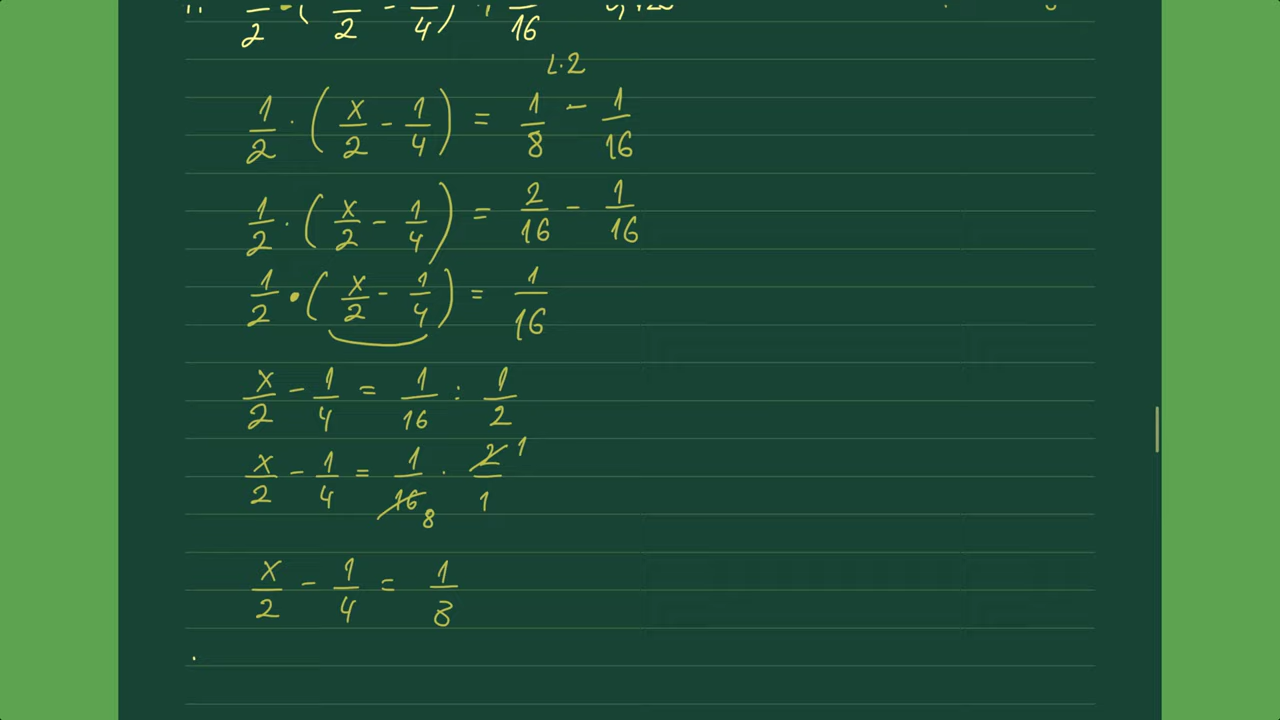 1/2 · (x/2 - 1/4) = 1/8 - 1/16
1/2 · (x/2 - 1/4) = 2/16 - 1/16
1/2 · (x/2 - 1/4) = 1/16
x/2 - 1/4 = 1/16 : 1/2
x/2 - 1/4 = 1/16 8 · 2/1 1
x/2 - 1/4 = 1/8